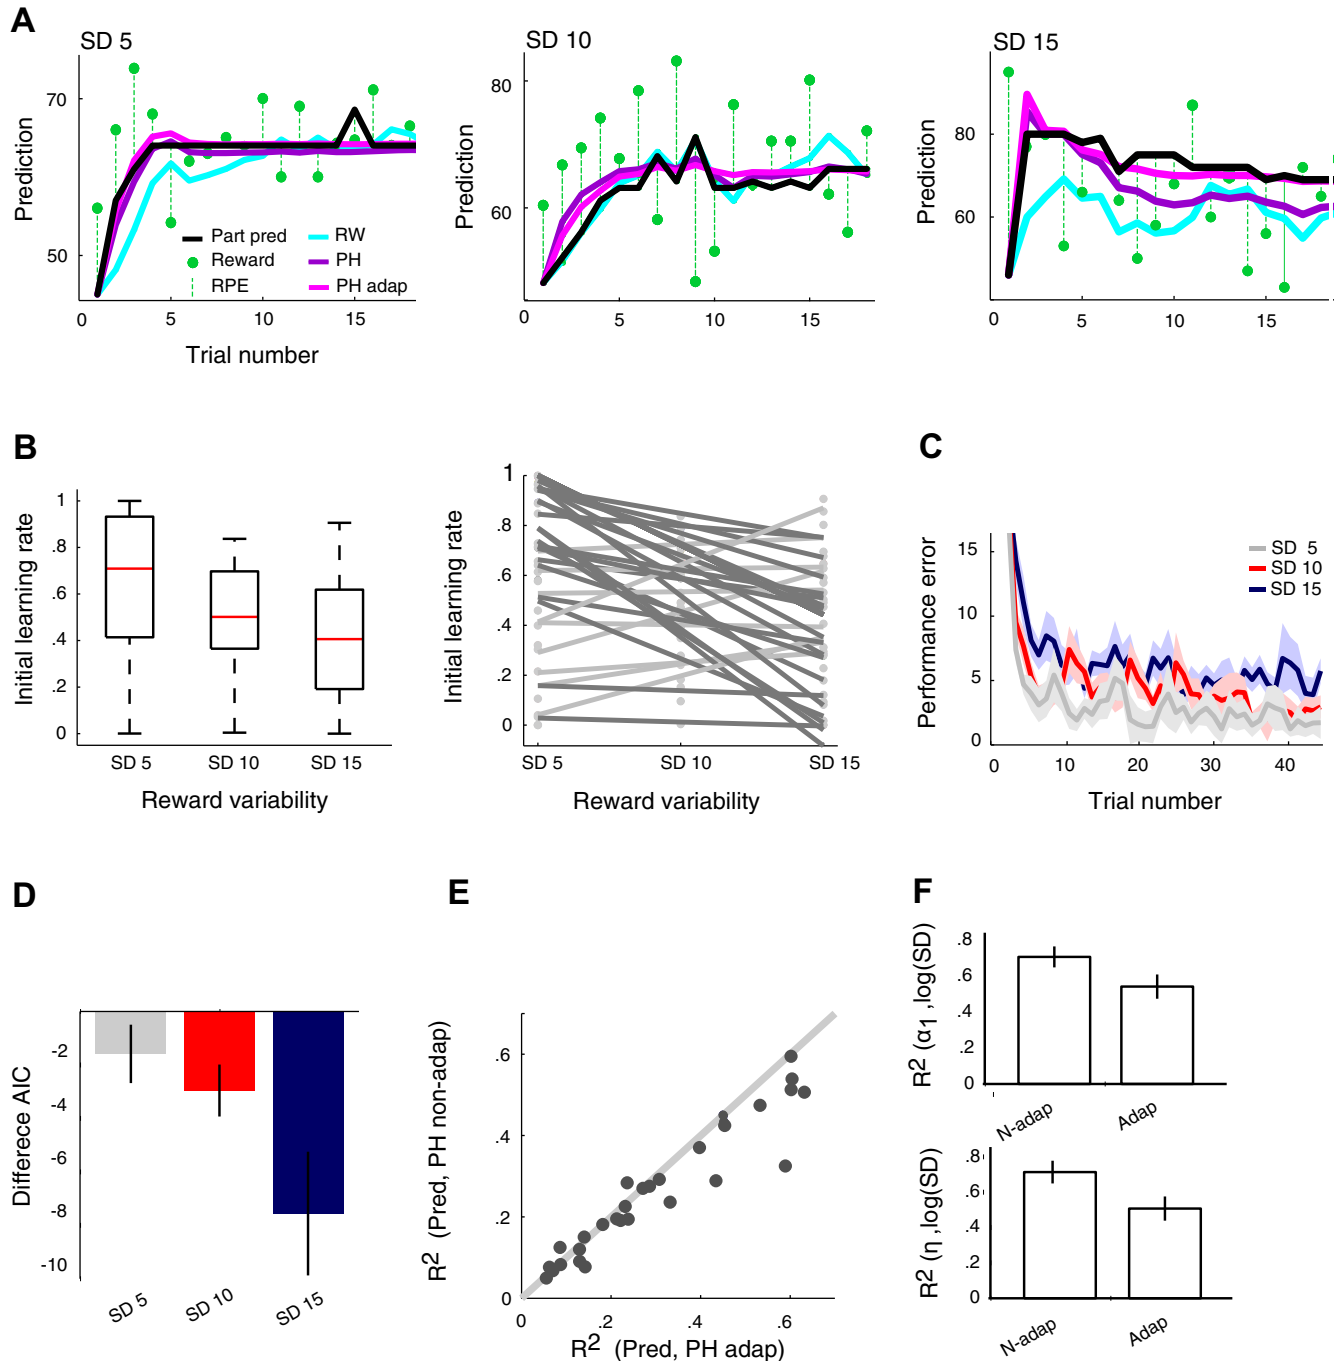 A
SD 5
SD 10
SD 15
Prediction
70
50
Part pred
Reward
RPE
RW
PH
PH adap
0
5
10
15
Trial number
Prediction
80
60
0
5
10
15
Prediction
80
60
0
5
10
15
B
Initial learning rate
1
.8
.6
.4
.2
0
SD 5
SD 10
SD 15
Reward variability
Initial learning rate
1
.8
.6
.4
.2
0
SD 5
SD 10
SD 15
Reward variability
C
Performance error
15
10
5
0
SD 5
SD 10
SD 15
0
10
20
30
40
Trial number
D
Differece AIC
-2
-4
-6
-8
-10
SD 5
SD 10
SD 15
E
R2 (Pred, PH non-adap)
.6
.4
.2
0
0
.2
.4
.6
R2 (Pred, PH adap)
F
R2 (α1 ,log(SD)
.8
.6
.4
.2
0
N-adap
Adap
R2 (η ,log(SD)
.8
.6
.4
.2
0
N-adap
Adap